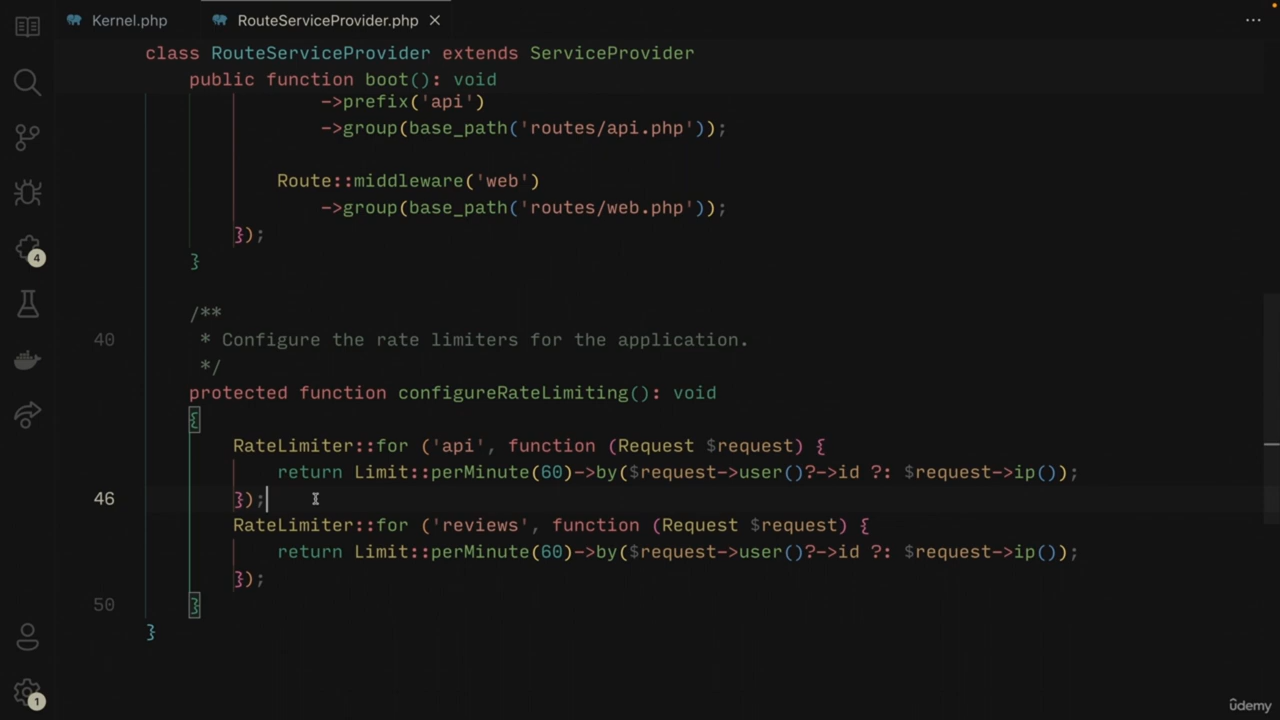 Kernel.php RouteServiceProvider.php
class RouteServiceProvider extends ServiceProvider
public function boot(): void
->prefix('api')
->group(base_path('routes/api.php'));
Route::middleware('web')
->group(base_path('routes/web.php'));
});
}
/**
40 * Configure the rate limiters for the application.
*/
protected function configureRateLimiting(): void
{
RateLimiter::for ('api', function (Request $request) {
return Limit::perMinute(60)->by($request->user()?->id ?: $request->ip());
46 });
RateLimiter::for ('reviews', function (Request $request) {
return Limit::perMinute(60)->by($request->user()?->id ?: $request->ip());
});
50 }
}
4
1
ûdemy